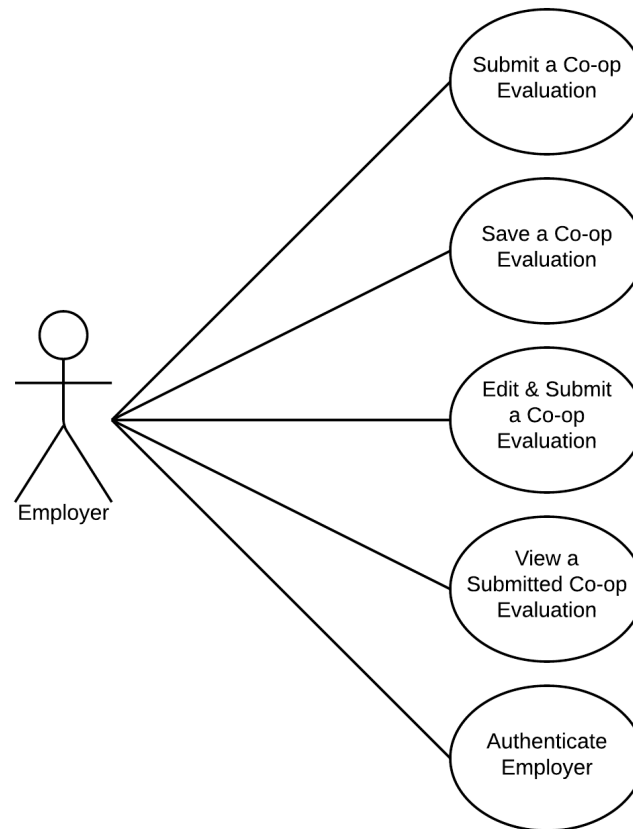 Submit a Co-op
Evaluation
Save a Co-op
Evaluation
Edit & Submit
a Co-op
Evaluation
Employer
View a
Submitted Co-op
Evaluation
Authenticate
Employer